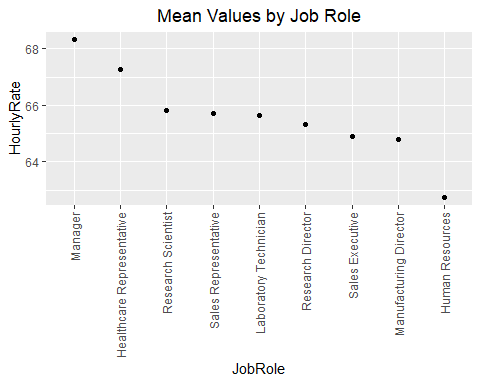 Mean Values by Job Role
HourlyRate
68
66
64
Manager
Healthcare Representative
Research Scientist
Sales Representative
Laboratory Technician
Research Director
Sales Executive
Manufacturing Director
Human Resources
JobRole